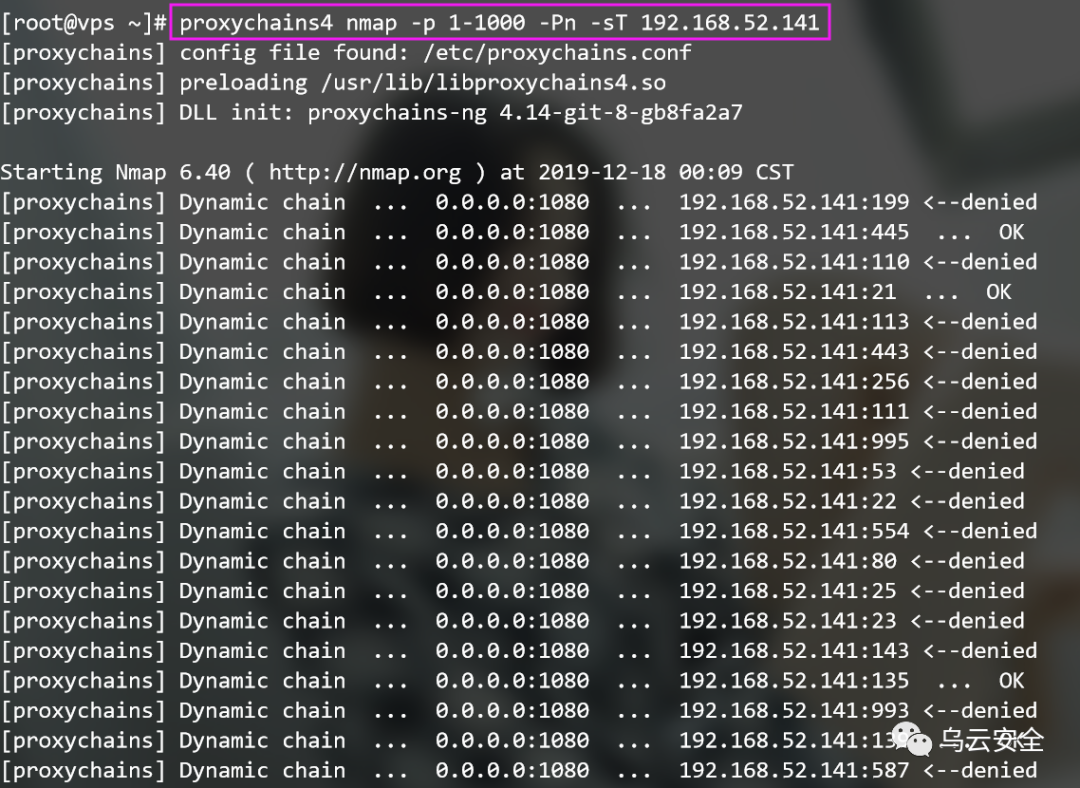 [root@vps ~]# proxychains4 nmap -p 1-1000 -Pn -sT 192.168.52.141
[proxychains] config file found: /etc/proxychains.conf
[proxychains] preloading /usr/lib/libproxychains4.so
[proxychains] DLL init: proxychains-ng 4.14-git-8-gb8fa2a7
Starting Nmap 6.40 ( http://nmap.org ) at 2019-12-18 00:09 CST
[proxychains] Dynamic chain ... 0.0.0.0:1080 ... 192.168.52.141:199 <--denied
[proxychains] Dynamic chain ... 0.0.0.0:1080 ... 192.168.52.141:445 ... OK
[proxychains] Dynamic chain ... 0.0.0.0:1080 ... 192.168.52.141:110 <--denied
[proxychains] Dynamic chain ... 0.0.0.0:1080 ... 192.168.52.141:21 ... OK
[proxychains] Dynamic chain ... 0.0.0.0:1080 ... 192.168.52.141:113 <--denied
[proxychains] Dynamic chain ... 0.0.0.0:1080 ... 192.168.52.141:443 <--denied
[proxychains] Dynamic chain ... 0.0.0.0:1080 ... 192.168.52.141:256 <--denied
[proxychains] Dynamic chain ... 0.0.0.0:1080 ... 192.168.52.141:111 <--denied
[proxychains] Dynamic chain ... 0.0.0.0:1080 ... 192.168.52.141:995 <--denied
[proxychains] Dynamic chain ... 0.0.0.0:1080 ... 192.168.52.141:53 <--denied
[proxychains] Dynamic chain ... 0.0.0.0:1080 ... 192.168.52.141:22 <--denied
[proxychains] Dynamic chain ... 0.0.0.0:1080 ... 192.168.52.141:554 <--denied
[proxychains] Dynamic chain ... 0.0.0.0:1080 ... 192.168.52.141:80 <--denied
[proxychains] Dynamic chain ... 0.0.0.0:1080 ... 192.168.52.141:25 <--denied
[proxychains] Dynamic chain ... 0.0.0.0:1080 ... 192.168.52.141:23 <--denied
[proxychains] Dynamic chain ... 0.0.0.0:1080 ... 192.168.52.141:143 <--denied
[proxychains] Dynamic chain ... 0.0.0.0:1080 ... 192.168.52.141:135 ... OK
[proxychains] Dynamic chain ... 0.0.0.0:1080 ... 192.168.52.141:993 <--denied
[proxychains] Dynamic chain ... 0.0.0.0:1080 ...
乌云安全
[proxychains] Dynamic chain ... 0.0.0.0:1080 ... 192.168.52.141:587 <--denied